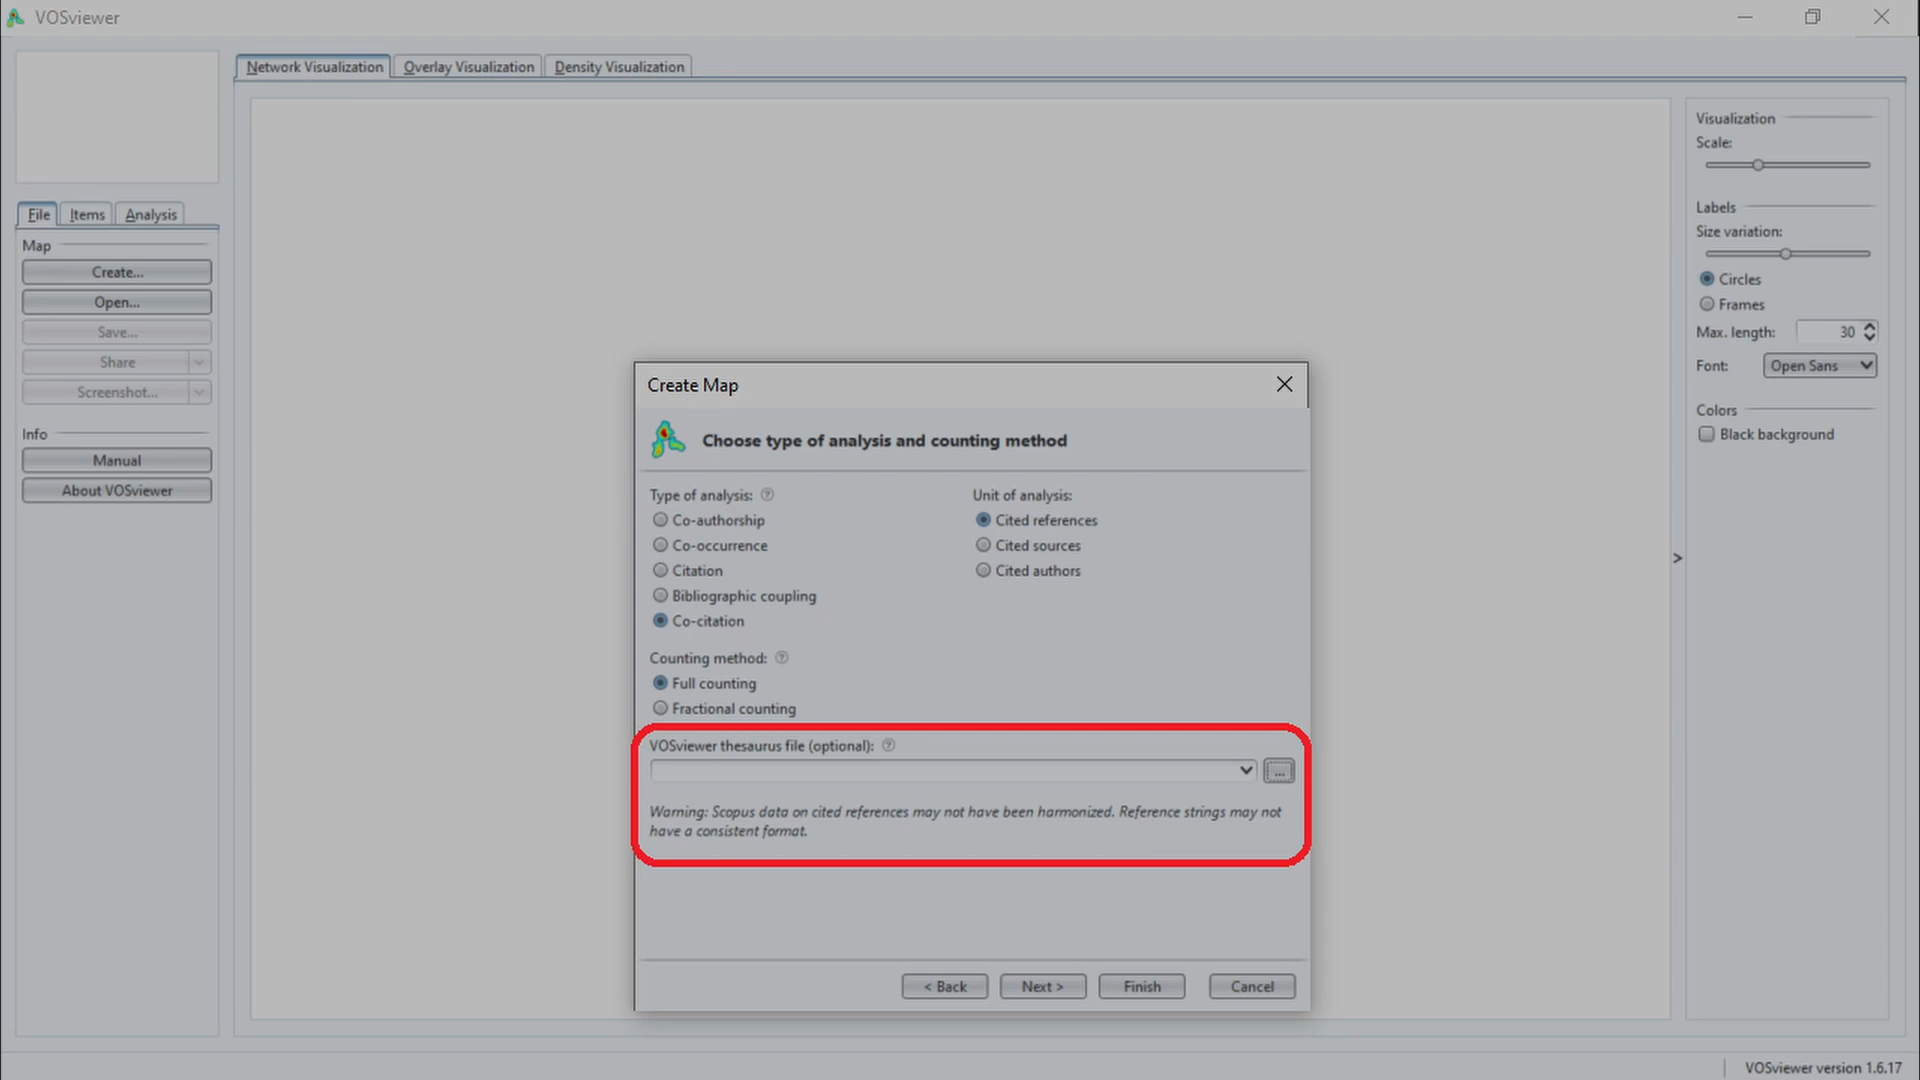 VOSviewer
Network Visualization
Overlay Visualization
Density Visualization
File
Items
Analysis
Map
Create...
Open...
Save...
Share
Screenshot...
Info
Manual
About VOSviewer
Create Map
Choose type of analysis and counting method
Type of analysis:
Co-authorship
Co-occurrence
Citation
Bibliographic coupling
Co-citation
Unit of analysis:
Cited references
Cited sources
Cited authors
Counting method:
Full counting
Fractional counting
VOSviewer thesaurus file (optional):
...
Warning: Scopus data on cited references may not have been harmonized. Reference strings may not
have a consistent format.
< Back
Next >
Finish
Cancel
>
Visualization
Scale:
Labels
Size variation:
Circles
Frames
Max. length: 30
Font: Open Sans
Colors
Black background
VOSviewer version 1.6.17